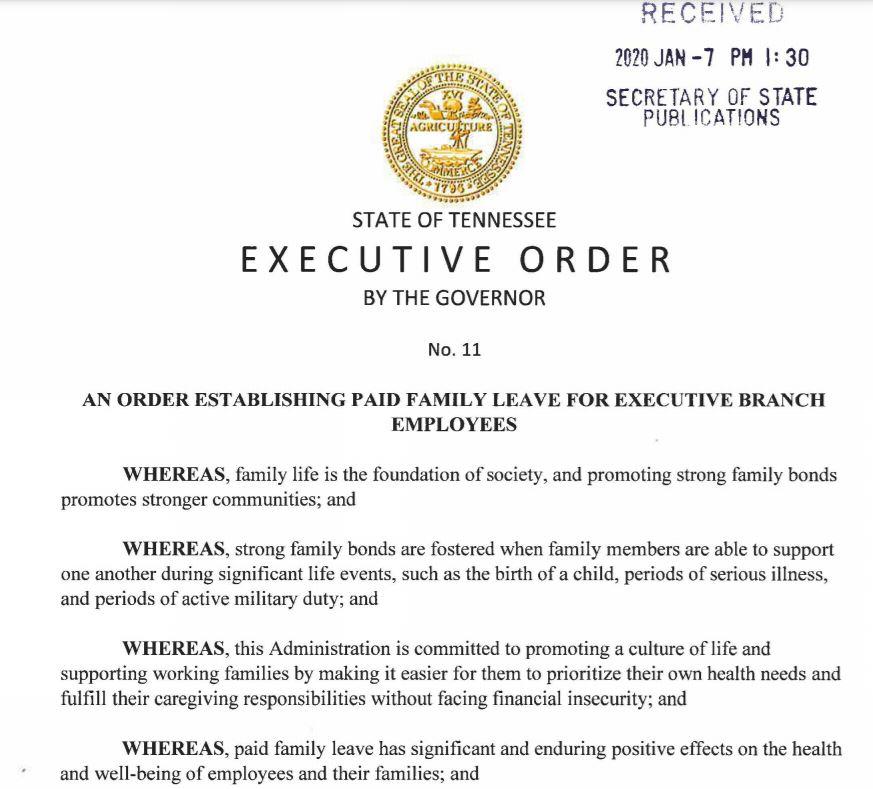 RECEIVED
2020 JAN -7 PM 1:30
SECRETARY OF STATE
PUBLICATIONS
THE GREAT SEAL OF THE STATE OF TENNESSEE
XVI
AGRICULTURE
COMMERCE
1796
STATE OF TENNESSEE
EXECUTIVE ORDER
BY THE GOVERNOR
No. 11
AN ORDER ESTABLISHING PAID FAMILY LEAVE FOR EXECUTIVE BRANCH
EMPLOYEES
WHEREAS, family life is the foundation of society, and promoting strong family bonds
promotes stronger communities; and
WHEREAS, strong family bonds are fostered when family members are able to support
one another during significant life events, such as the birth of a child, periods of serious illness,
and periods of active military duty; and
WHEREAS, this Administration is committed to promoting a culture of life and
supporting working families by making it easier for them to prioritize their own health needs and
fulfill their caregiving responsibilities without facing financial insecurity; and
WHEREAS, paid family leave has significant and enduring positive effects on the health
and well-being of employees and their families; and